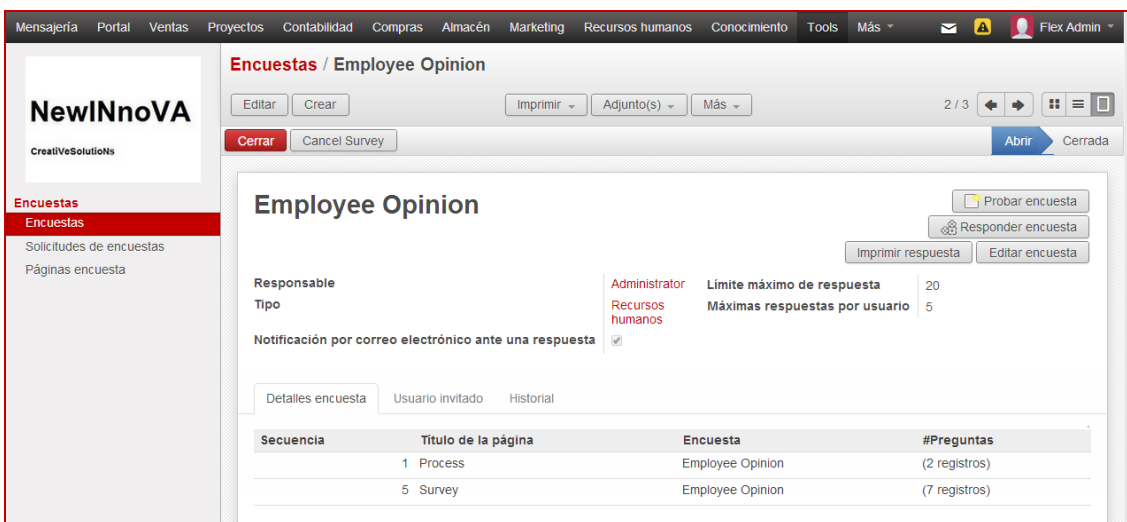 Mensajería Portal Ventas Proyectos Contabilidad Compras Almacén Marketing Recursos humanos Conocimiento Tools Más Flex Admin
NewINnoVA
CreatiVeSolutioNs
Encuestas
Encuestas
Solicitudes de encuestas
Páginas encuesta
Encuestas / Employee Opinion
Editar Crear Imprimir Adjunto(s) Más 2 / 3
Cerrar Cancel Survey Abrir Cerrada
Employee Opinion
Probar encuesta
Responder encuesta
Imprimir respuesta Editar encuesta
Responsable Administrator Límite máximo de respuesta 20
Tipo Recursos humanos Máximas respuestas por usuario 5
Notificación por correo electrónico ante una respuesta
Detalles encuesta Usuario invitado Historial
Secuencia Título de la página Encuesta #Preguntas
1 Process Employee Opinion (2 registros)
5 Survey Employee Opinion (7 registros)